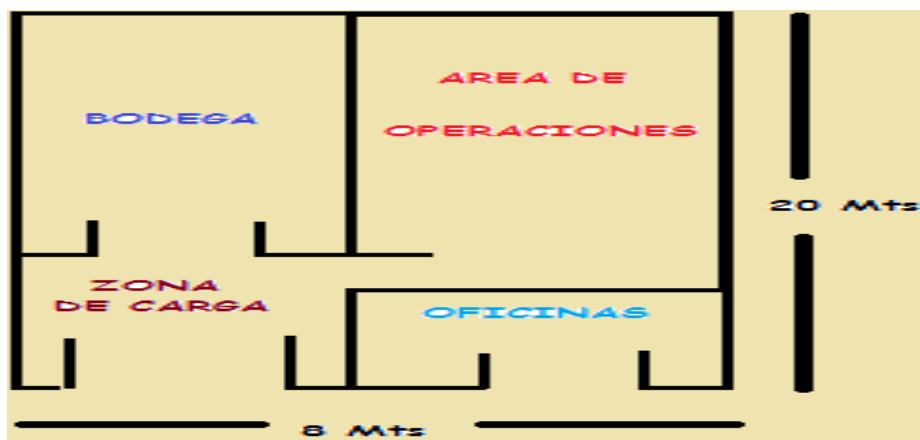 AREA DE
OPERACIONES
BODEGA
20 Mts
ZONA
DE CARGA
OFICINAS
8 Mts